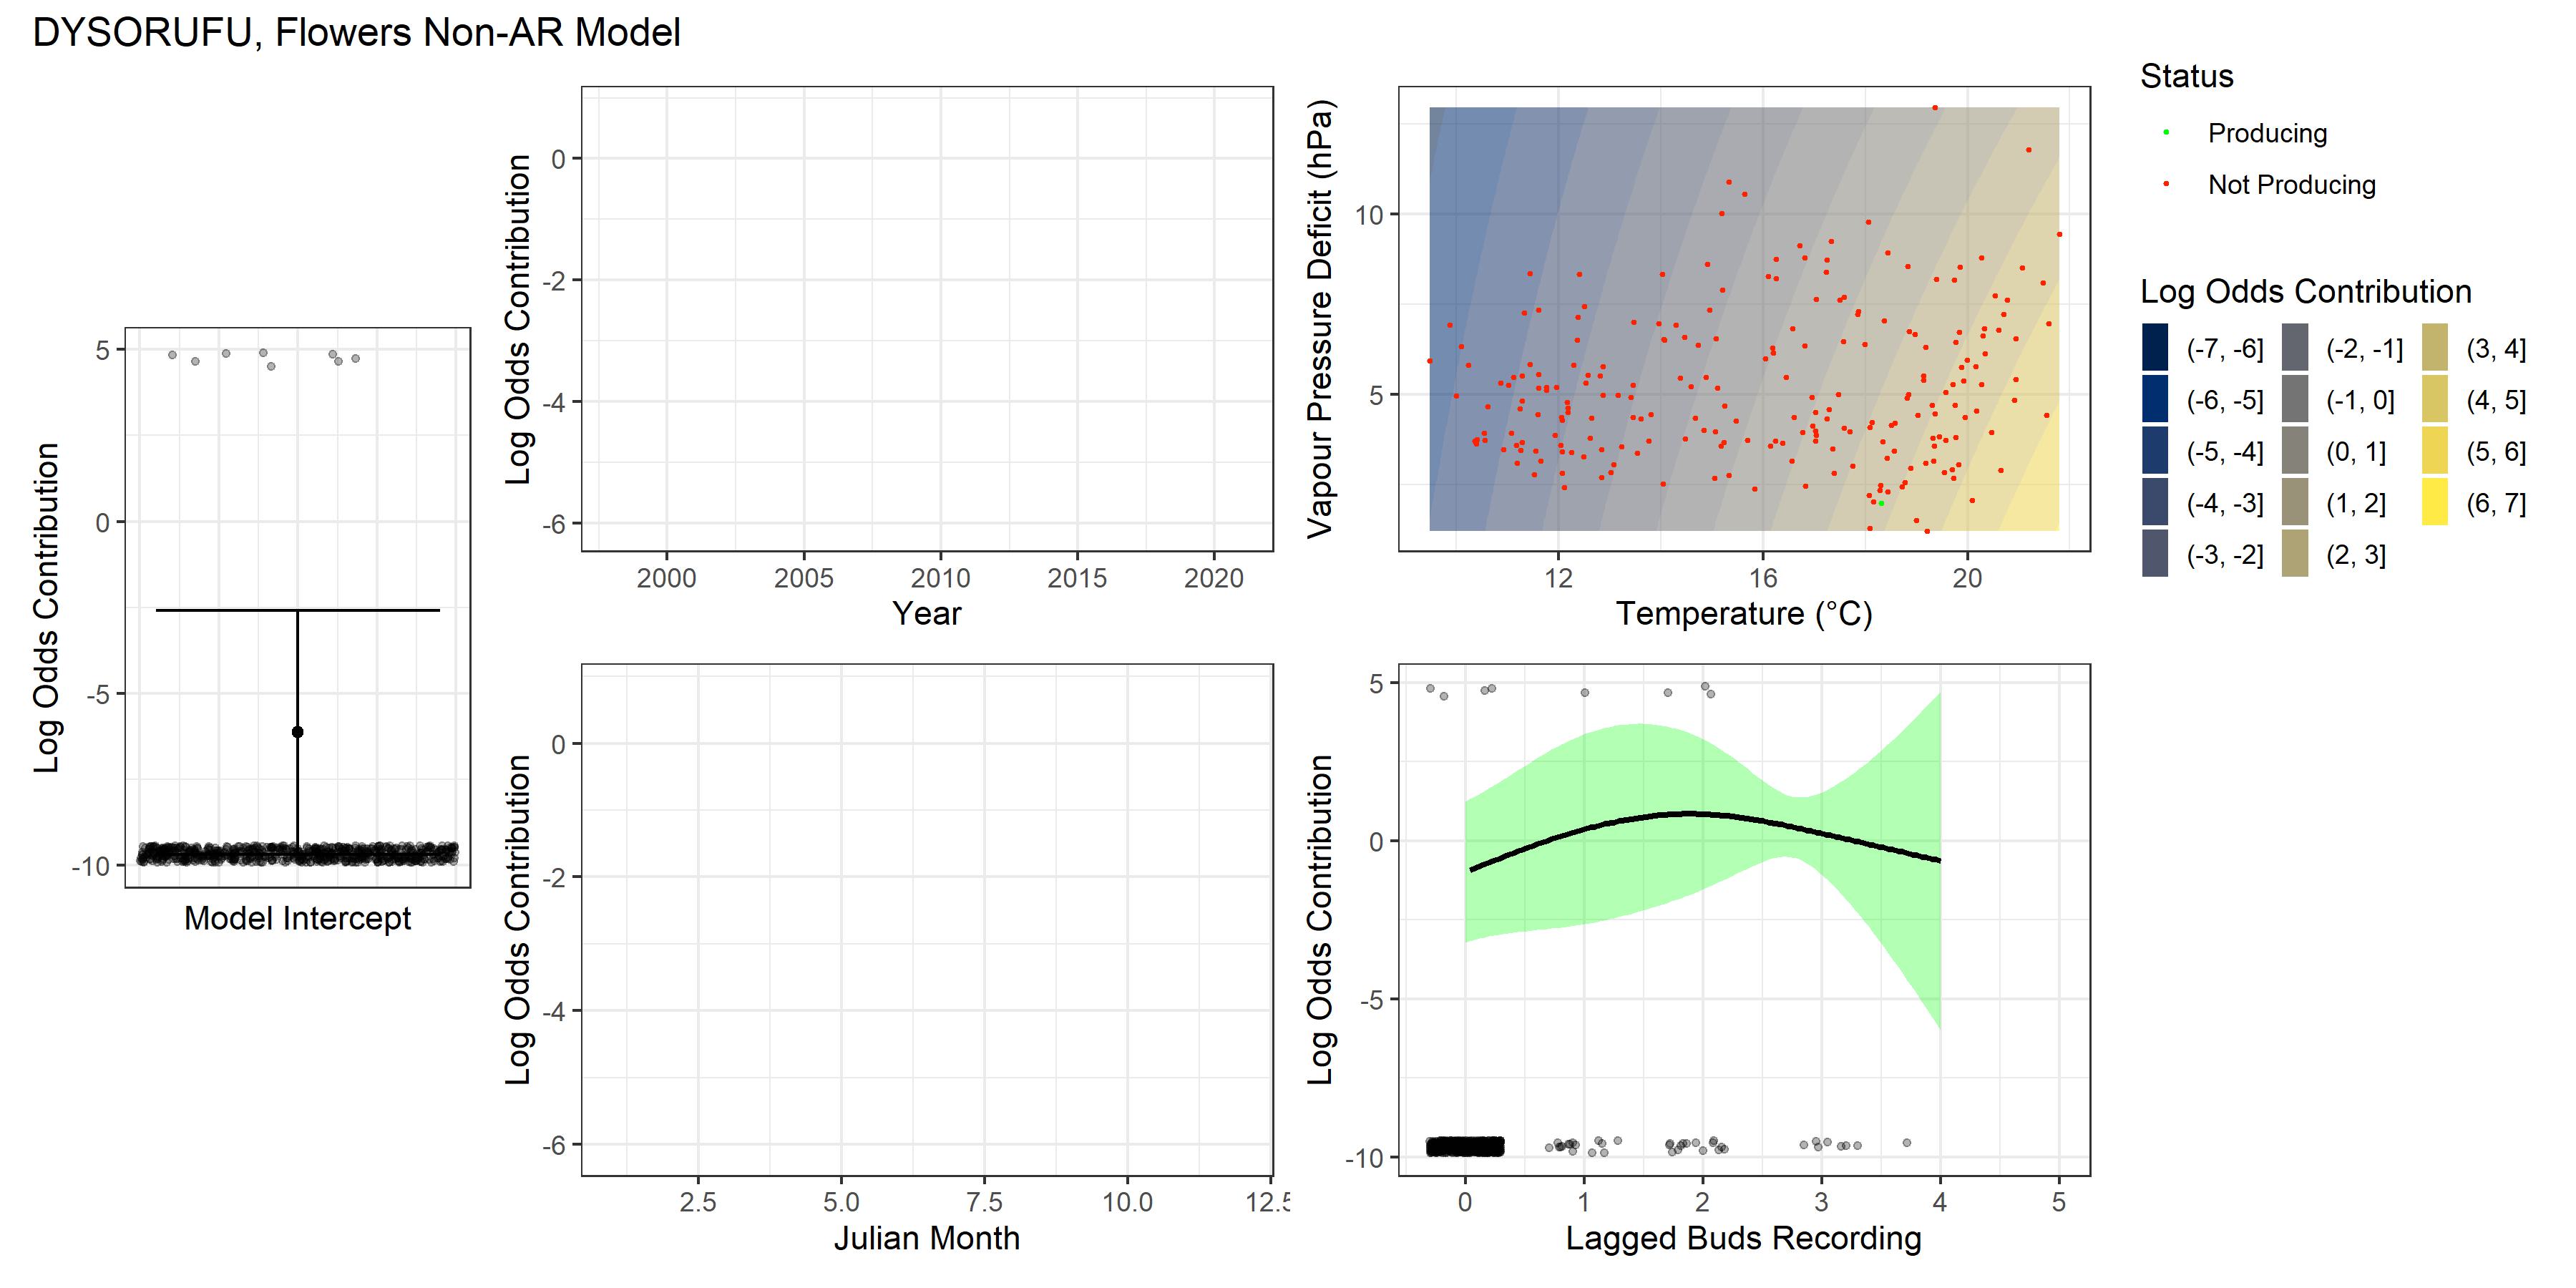 DYSORUFU, Flowers Non-AR Model
Log Odds Contribution
5
0
-5
-10
Model Intercept
Log Odds Contribution
0
-2
-4
-6
2000 2005 2010 2015 2020
Year
Vapour Pressure Deficit (hPa)
10
5
12 16 20
Temperature (°C)
Status
Producing
Not Producing
Log Odds Contribution
(-7, -6] (-2, -1] (3, 4]
(-6, -5] (-1, 0] (4, 5]
(-5, -4] (0, 1] (5, 6]
(-4, -3] (1, 2] (6, 7]
(-3, -2] (2, 3]
Log Odds Contribution
0
-2
-4
-6
2.5 5.0 7.5 10.0 12.5
Julian Month
Log Odds Contribution
5
0
-5
-10
0 1 2 3 4 5
Lagged Buds Recording